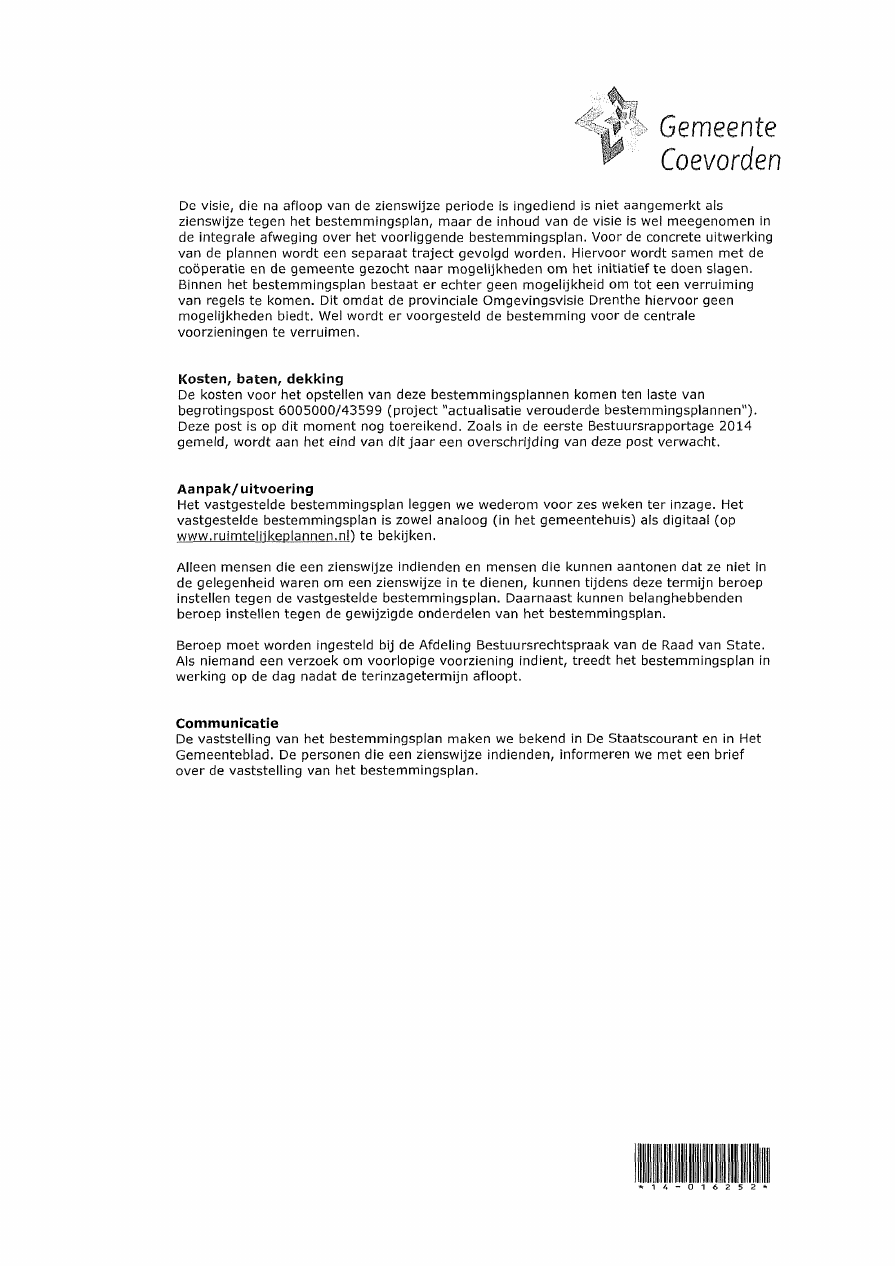 Gemeente
Coevorden
De visie, die na afloop van de zienswijze periode is ingediend is niet aangemerkt als
zienswijze tegen het bestemmingsplan, maar de inhoud van de visie is wel meegenomen in
de integrale afweging over het voorliggende bestemmingsplan. Voor de concrete uitwerking
van de plannen wordt een separaat traject gevolgd worden. Hiervoor wordt samen met de
coöperatie en de gemeente gezocht naar mogelijkheden om het initiatief te doen slagen.
Binnen het bestemmingsplan bestaat er echter geen mogelijkheid om tot een verruiming
van regels te komen. Dit omdat de provinciale Omgevingsvisie Drenthe hiervoor geen
mogelijkheden biedt. Wel wordt er voorgesteld de bestemming voor de centrale
voorzieningen te verruimen.
Kosten, baten, dekking
De kosten voor het opstellen van deze bestemmingsplannen komen ten laste van
begrotingspost 6005000/43599 (project "actualisatie verouderde bestemmingsplannen").
Deze post is op dit moment nog toereikend. Zoals in de eerste Bestuursrapportage 2014
gemeld, wordt aan het eind van dit jaar een overschrijding van deze post verwacht.
Aanpak/uitvoering
Het vastgestelde bestemmingsplan leggen we wederom voor zes weken ter inzage. Het
vastgestelde bestemmingsplan is zowel analoog (in het gemeentehuis) als digitaal (op
www.ruimtelijkeplannen.nl) te bekijken.
Alleen mensen die een zienswijze indienden en mensen die kunnen aantonen dat ze niet in
de gelegenheid waren om een zienswijze in te dienen, kunnen tijdens deze termijn beroep
instellen tegen de vastgestelde bestemmingsplan. Daarnaast kunnen belanghebbenden
beroep instellen tegen de gewijzigde onderdelen van het bestemmingsplan.
Beroep moet worden ingesteld bij de Afdeling Bestuursrechtspraak van de Raad van State.
Als niemand een verzoek om voorlopige voorziening indient, treedt het bestemmingsplan in
werking op de dag nadat de terinzagetermijn afloopt.
Communicatie
De vaststelling van het bestemmingsplan maken we bekend in De Staatscourant en in Het
Gemeenteblad. De personen die een zienswijze indienden, informeren we met een brief
over de vaststelling van het bestemmingsplan.
*14-016252*